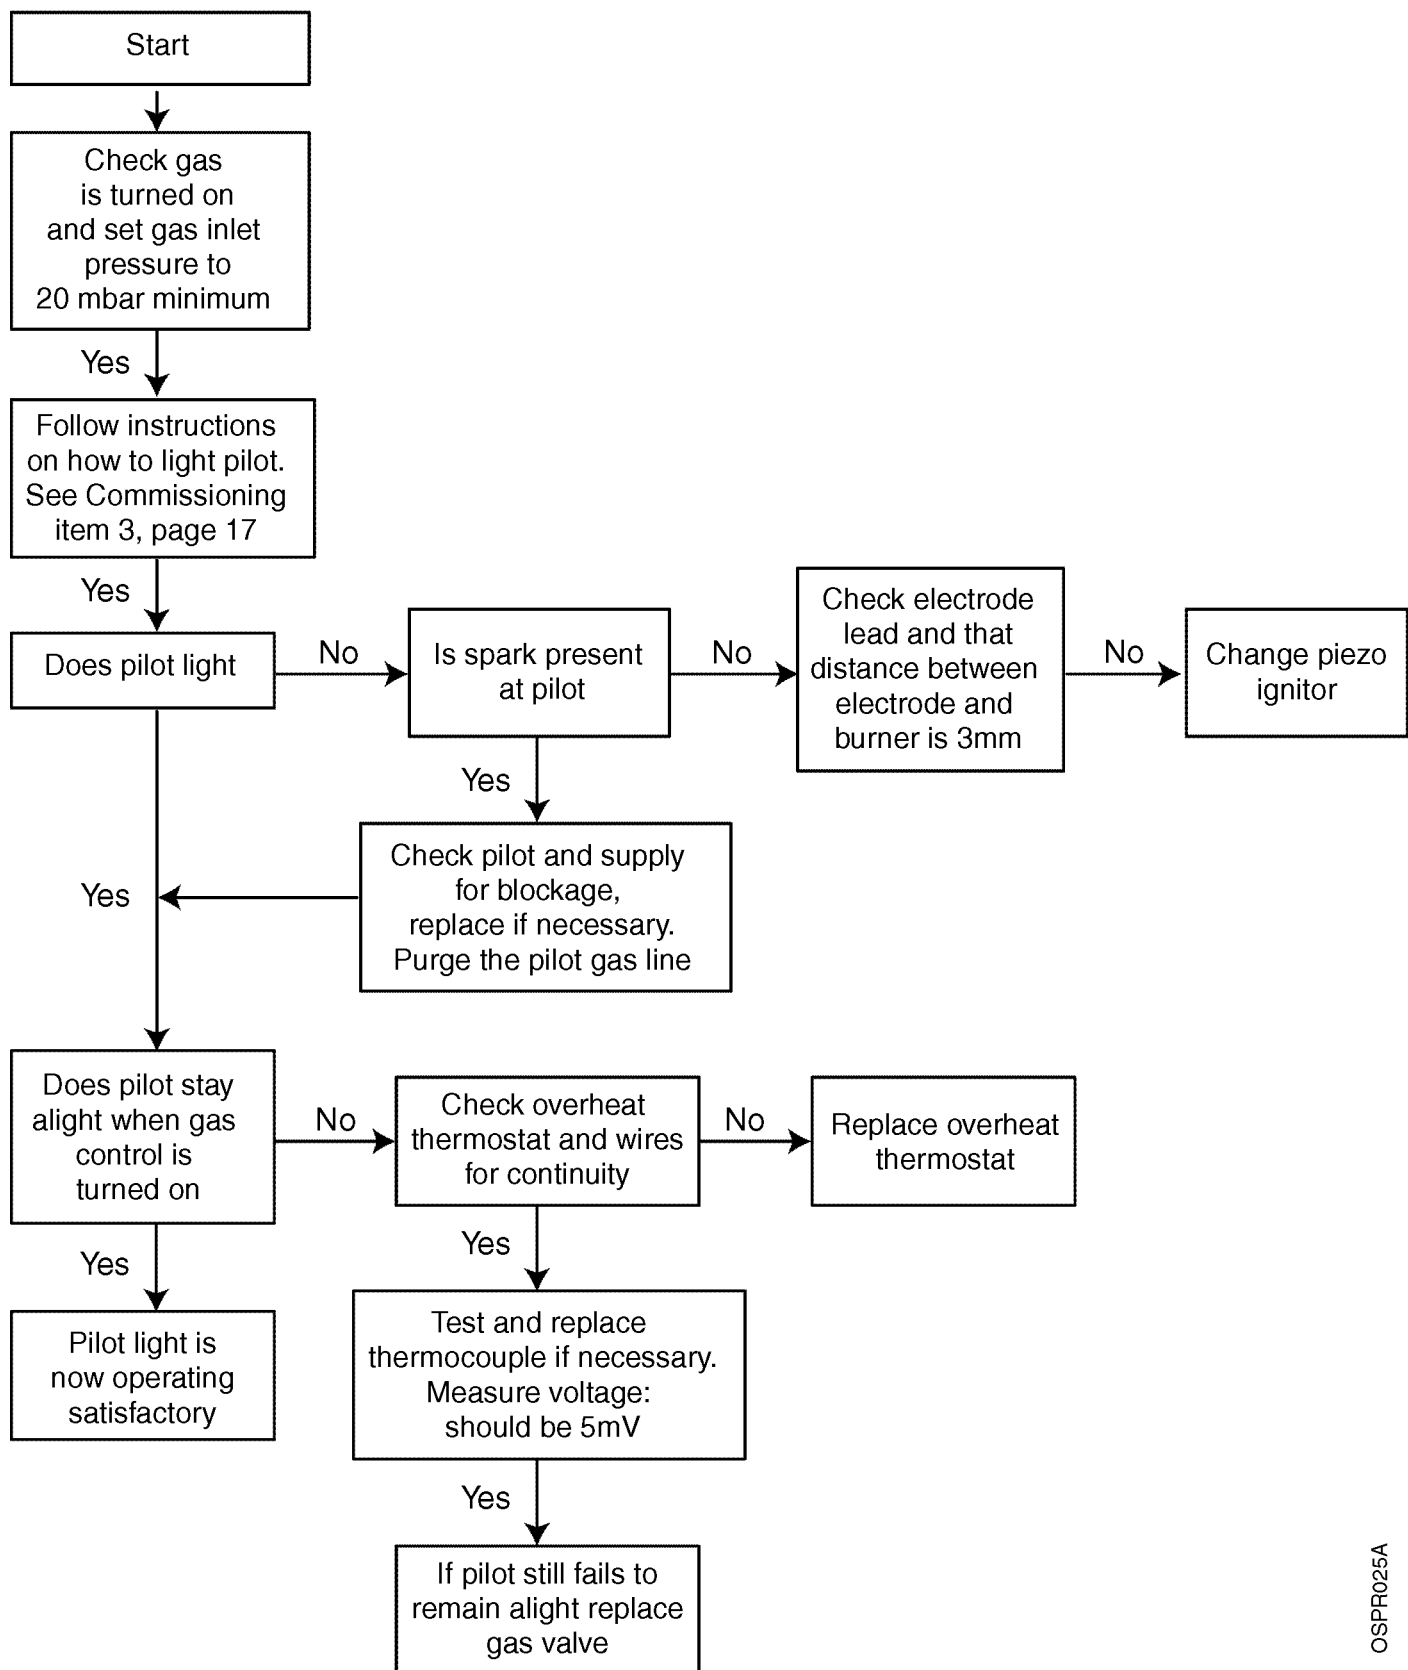 Start
Check gas
is turned on
and set gas inlet
pressure to
20 mbar minimum
Yes
Follow instructions
on how to light pilot.
See Commissioning
item 3, page 17
Yes
Does pilot light
No
Is spark present
at pilot
No
Check electrode
lead and that
distance between
electrode and
burner is 3mm
No
Change piezo
ignitor
Yes
Check pilot and supply
for blockage,
replace if necessary.
Purge the pilot gas line
Yes
Does pilot stay
alight when gas
control is
turned on
No
Check overheat
thermostat and wires
for continuity
No
Replace overheat
thermostat
Yes
Pilot light is
now operating
satisfactory
Yes
Test and replace
thermocouple if necessary.
Measure voltage:
should be 5mV
Yes
If pilot still fails to
remain alight replace
gas valve
OSPR025A